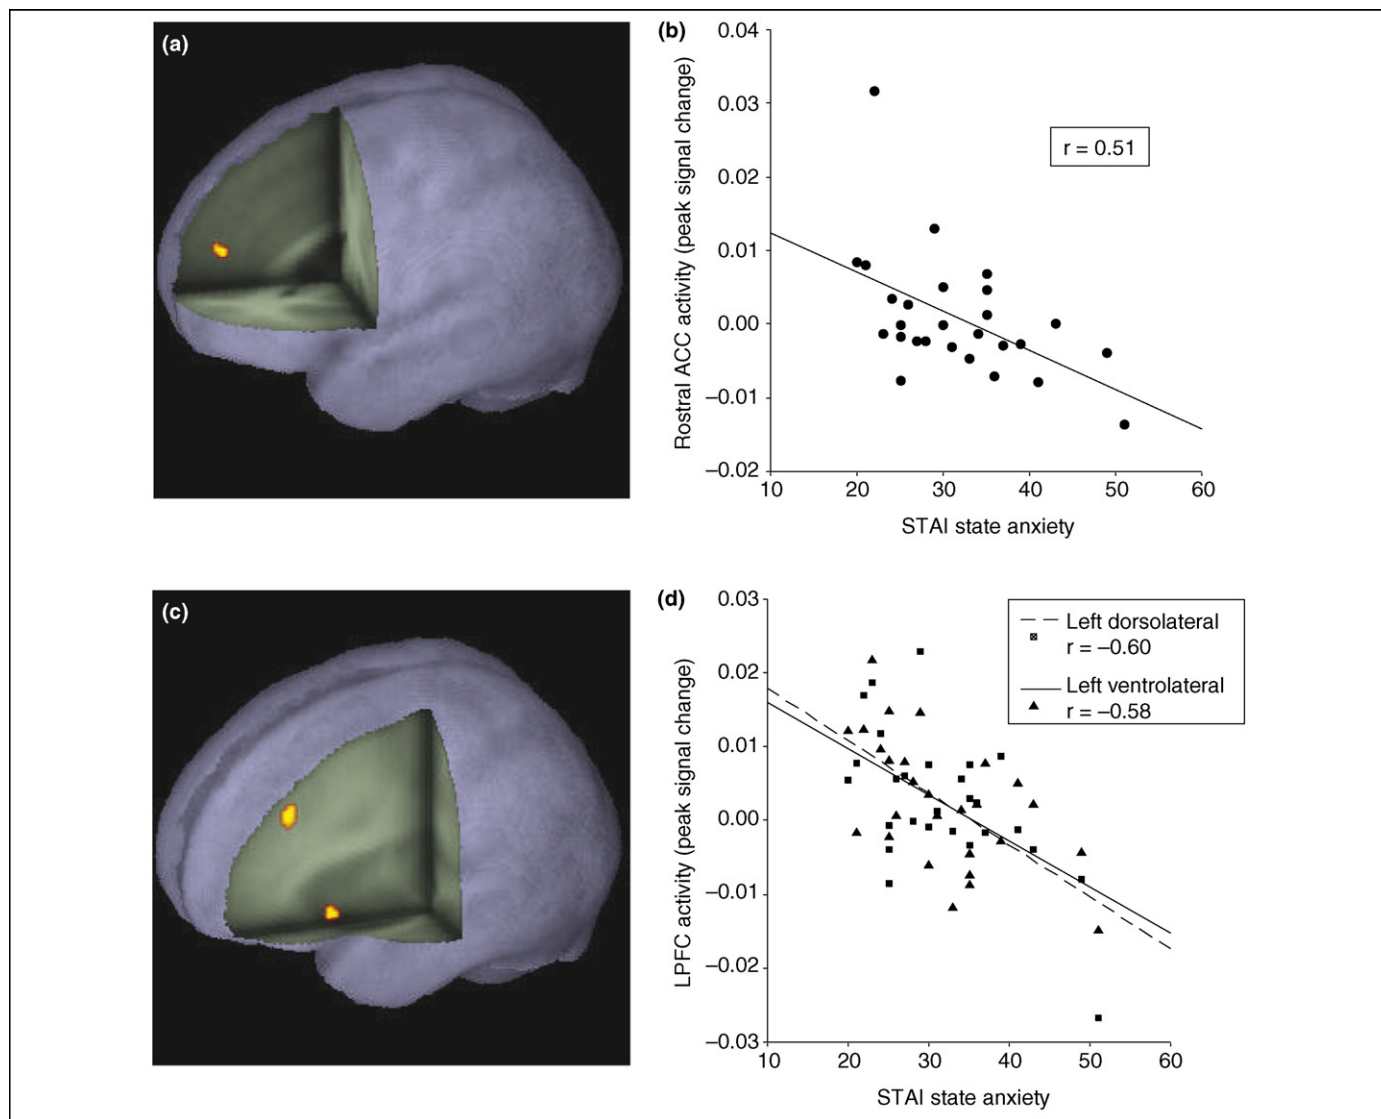 (a)
(b)
0.04
0.03
0.02
0.01
0.00
–0.01
–0.02
Rostral ACC activity (peak signal change)
r = 0.51
10 20 30 40 50 60
STAI state anxiety
(c)
(d)
0.03
0.02
0.01
0.00
–0.01
–0.02
–0.03
LPFC activity (peak signal change)
Left dorsolateral
r = –0.60
Left ventrolateral
r = –0.58
10 20 30 40 50 60
STAI state anxiety